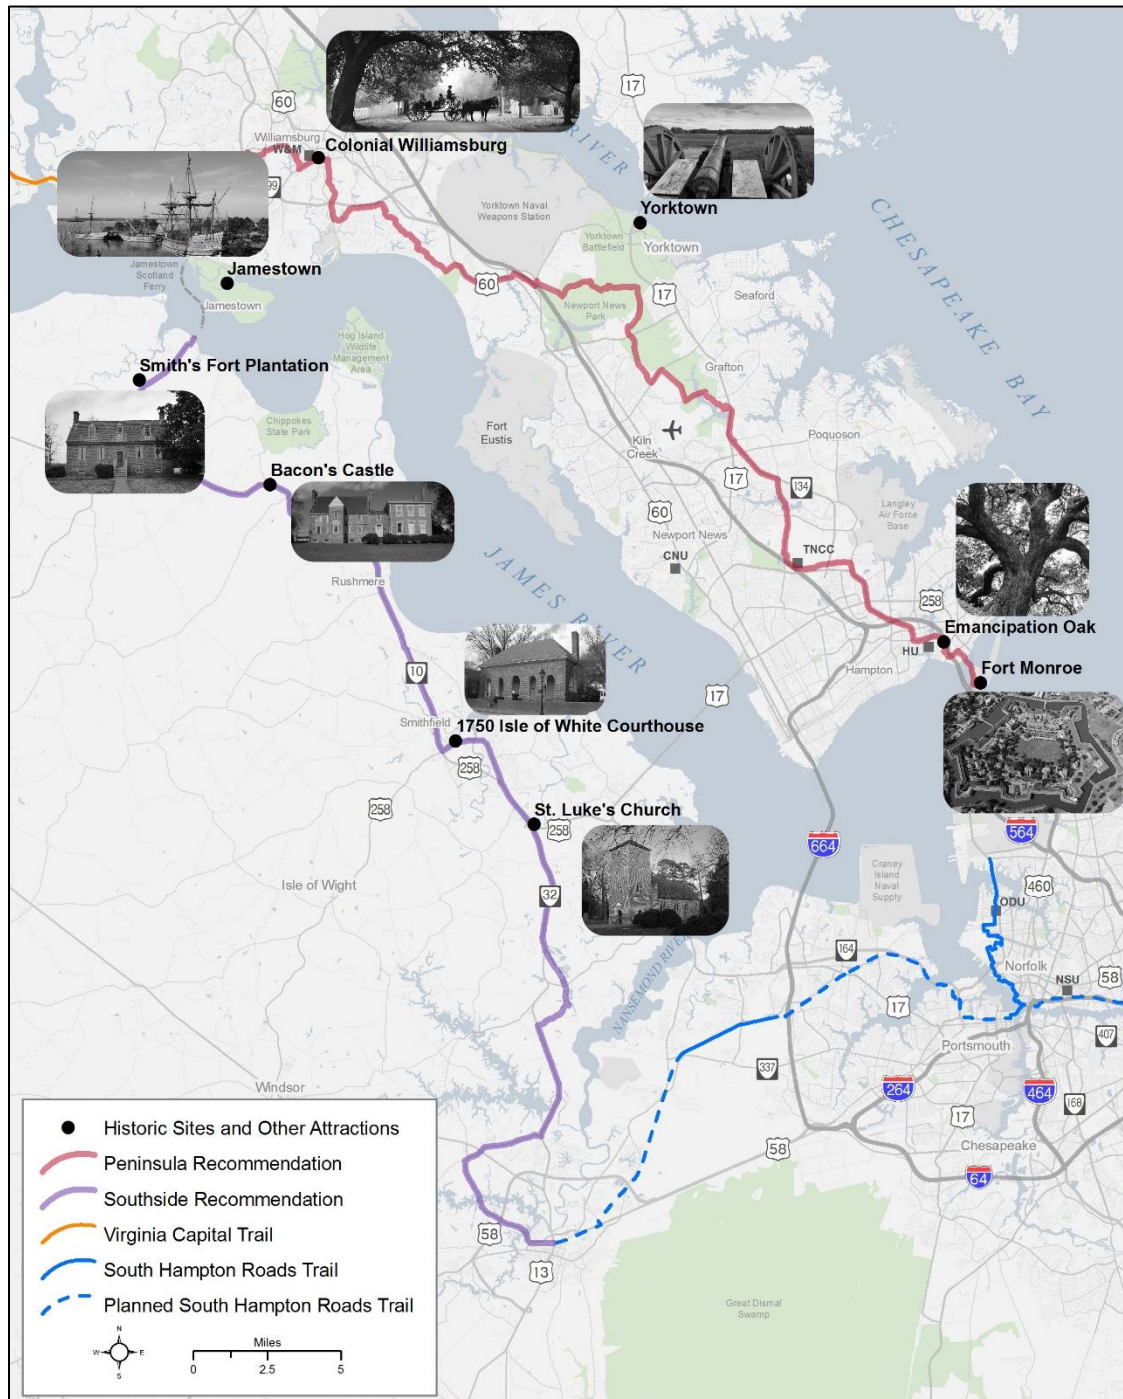 60
17
Williamsburg
W&M
Colonial Williamsburg
RIVER
199
Yorktown Naval
Weapons Station
Yorktown
Yorktown
Battlefield
Yorktown
CHESAPEAKE BAY
Jamestown
Scotland
Ferry
Jamestown
Jamestown
60
17
Seaford
Newport News
Park
Hog Island
Wildlife
Management
Area
Smith's Fort Plantation
Grafton
Chippokes
State Park
Fort
Eustis
Kiln
Creek
Poquoson
Bacon's Castle
17
134
Langley
Air Force
Base
60
Newport News
JAMES RIVER
CNU
TNCC
Rushmere
258
Emancipation Oak
HU
Hampton
Fort Monroe
10
17
Smithfield
1750 Isle of White Courthouse
258
258
St. Luke's Church
258
664
564
Craney
Island
Naval
Supply
Isle of Wight
32
460
ODU
NANSEMOND RIVER
164
Norfolk
NSU
58
17
407
Portsmouth
337
264
464
168
Windsor
17
Chesapeake
58
64
58
13
Great Dismal
Swamp
Historic Sites and Other Attractions
Peninsula Recommendation
Southside Recommendation
Virginia Capital Trail
South Hampton Roads Trail
Planned South Hampton Roads Trail
N
W E
S
Miles
0 2.5 5